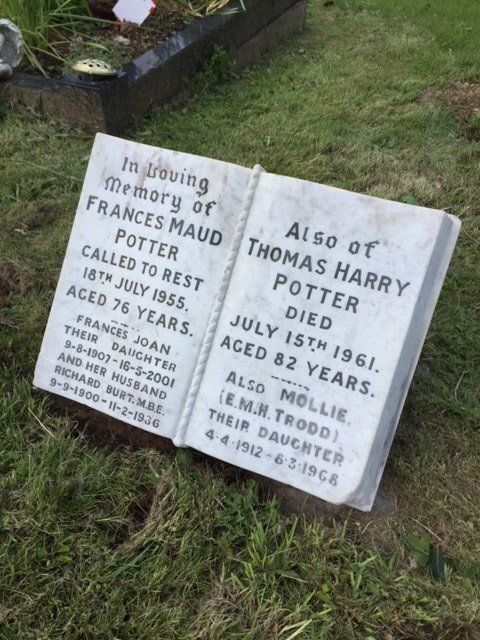 In Loving
Memory of
FRANCES MAUD
POTTER
CALLED TO REST
18TH JULY 1955.
AGED 76 YEARS.
FRANCES JOAN
THEIR DAUGHTER
9-8-1907-16-5-2001
AND HER HUSBAND
RICHARD BURT. M.B.E.
9-9-1900-11-2-1936
Also of
THOMAS HARRY
POTTER
DIED
JULY 15TH 1961.
AGED 82 YEARS.
ALSO MOLLIE.
(E.M.H. TRODD)
THEIR DAUGHTER
4·4·1912-6·3·1968